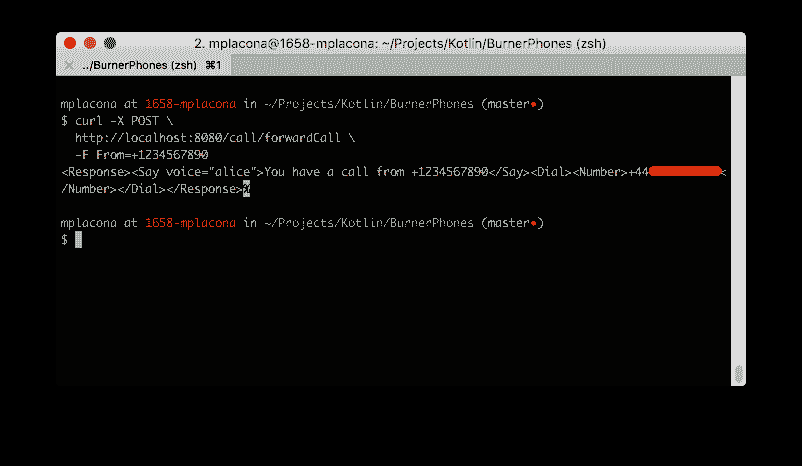 2. mplacona@1658-mplacona: ~/Projects/Kotlin/BurnerPhones (zsh)
../BurnerPhones (zsh) ⌘1
mplacona at 1658-mplacona in ~/Projects/Kotlin/BurnerPhones (master●)
$ curl -X POST \
http://localhost:8080/call/forwardCall \
-F From=+1234567890
<Response><Say voice="alice">You have a call from +1234567890</Say><Dial><Number>+44<
/Number></Dial></Response>%
mplacona at 1658-mplacona in ~/Projects/Kotlin/BurnerPhones (master●)
$